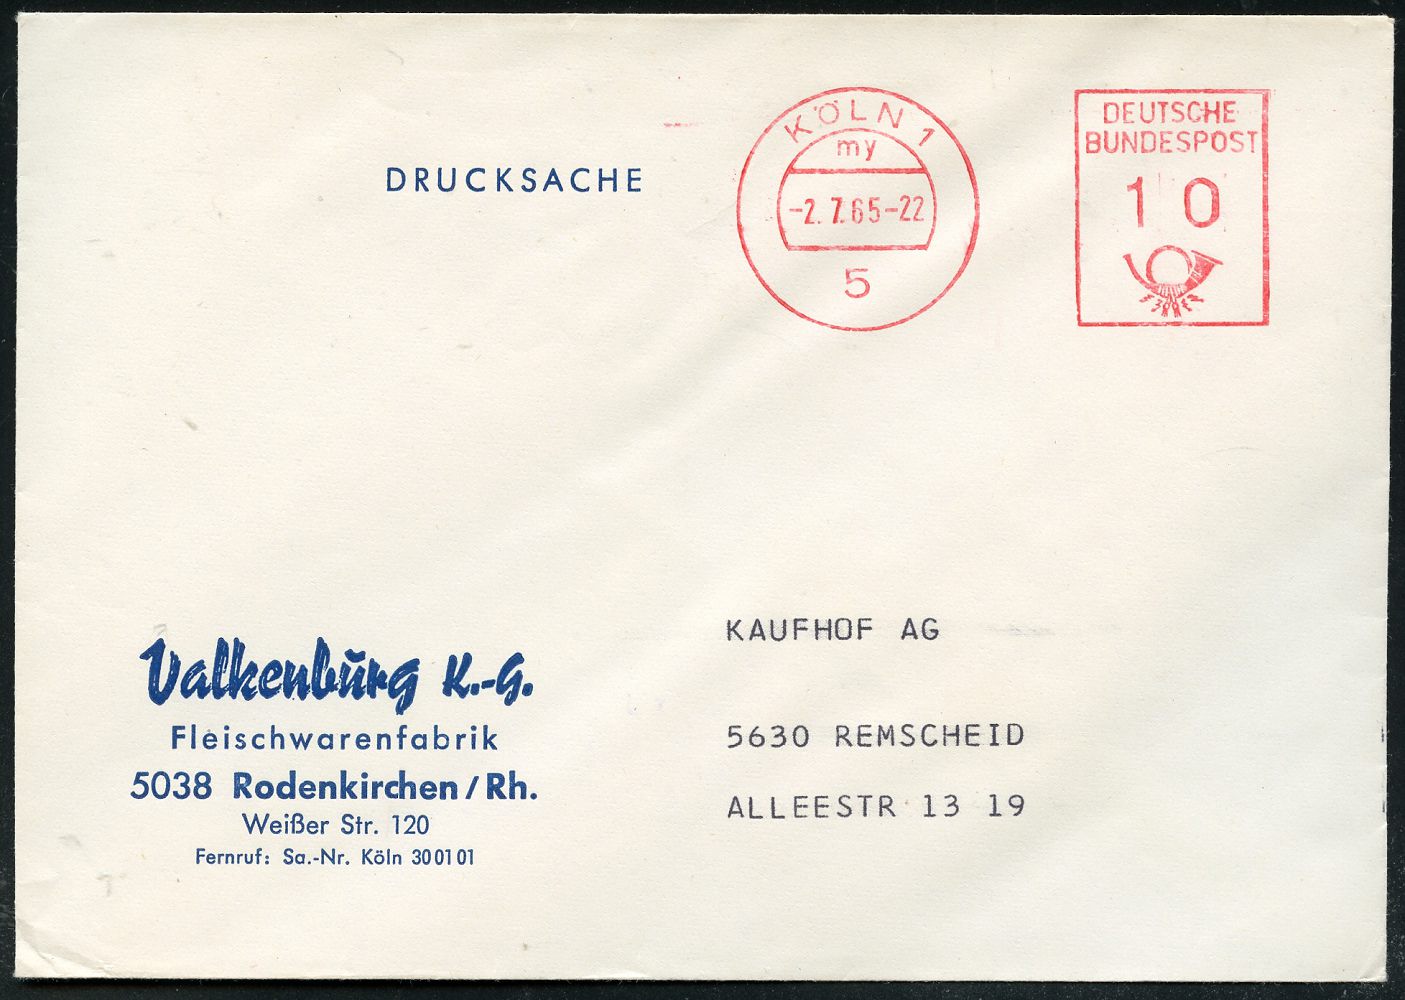 DRUCKSACHE
KÖLN 1
my
-2.7.65-22
5
DEUTSCHE
BUNDESPOST
10
KAUFHOF AG
5630 REMSCHEID
ALLEESTR 13 19
Valkenburg K.-G.
Fleischwarenfabrik
5038 Rodenkirchen/Rh.
Weißer Str. 120
Fernruf: Sa.-Nr. Köln 300101